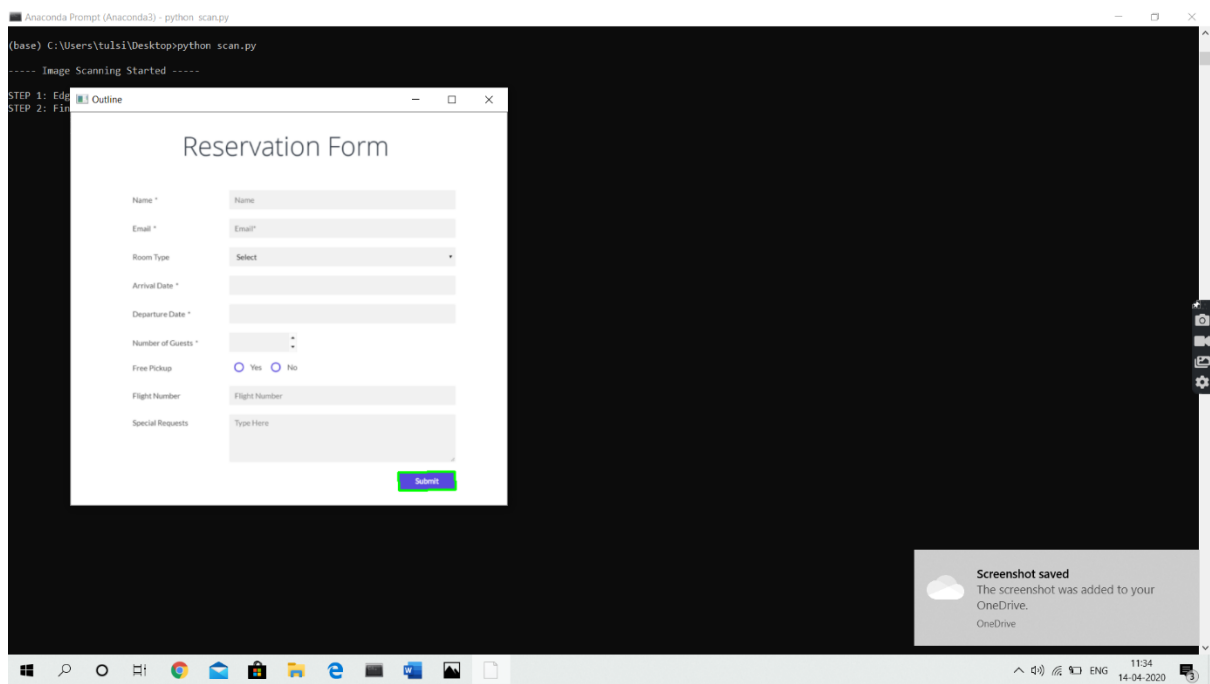 Anaconda Prompt (Anaconda3) - python scan.py
(base) C:\Users\tulsi\Desktop>python scan.py
----- Image Scanning Started -----
STEP 1: Edg
STEP 2: Fin
Outline
Reservation Form
Name * Name
Email * Email*
Room Type Select
Arrival Date *
Departure Date *
Number of Guests *
Free Pickup Yes No
Flight Number Flight Number
Special Requests Type Here
Submit
Screenshot saved
The screenshot was added to your
OneDrive.
OneDrive
ENG 11:34
14-04-2020
3